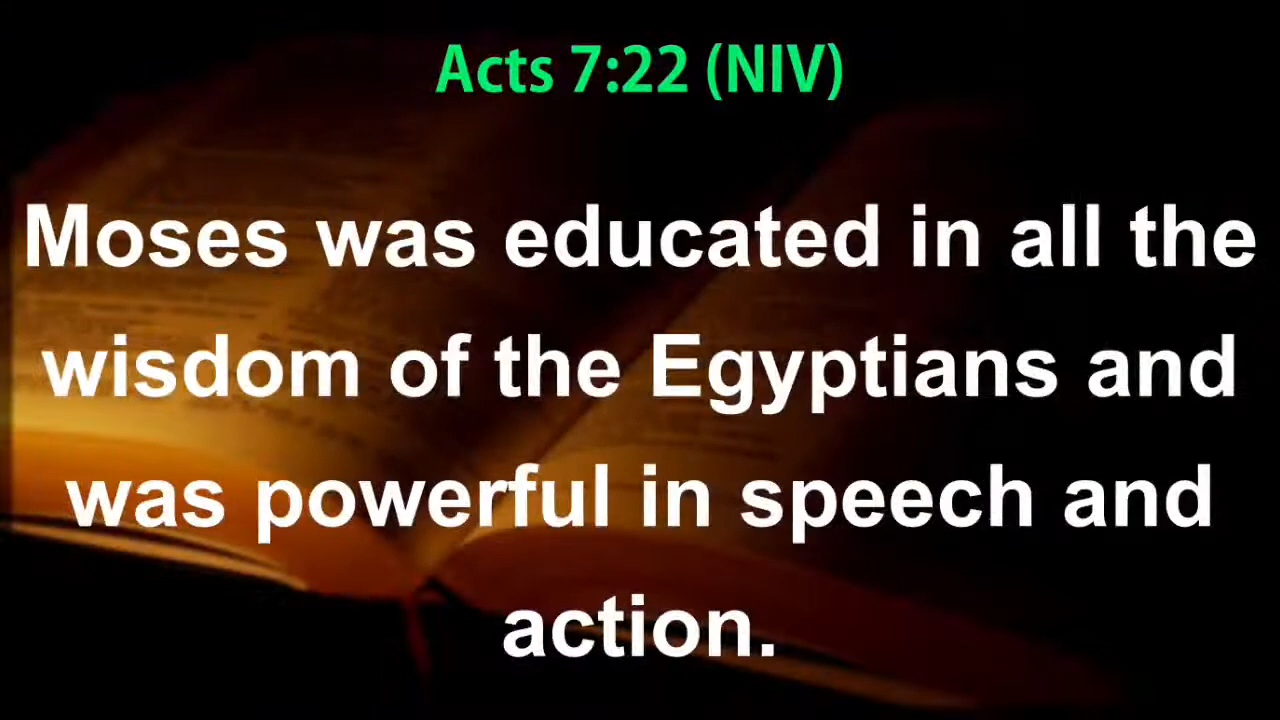 Acts 7:22 (NIV)
Moses was educated in all the
wisdom of the Egyptians and
was powerful in speech and
action.